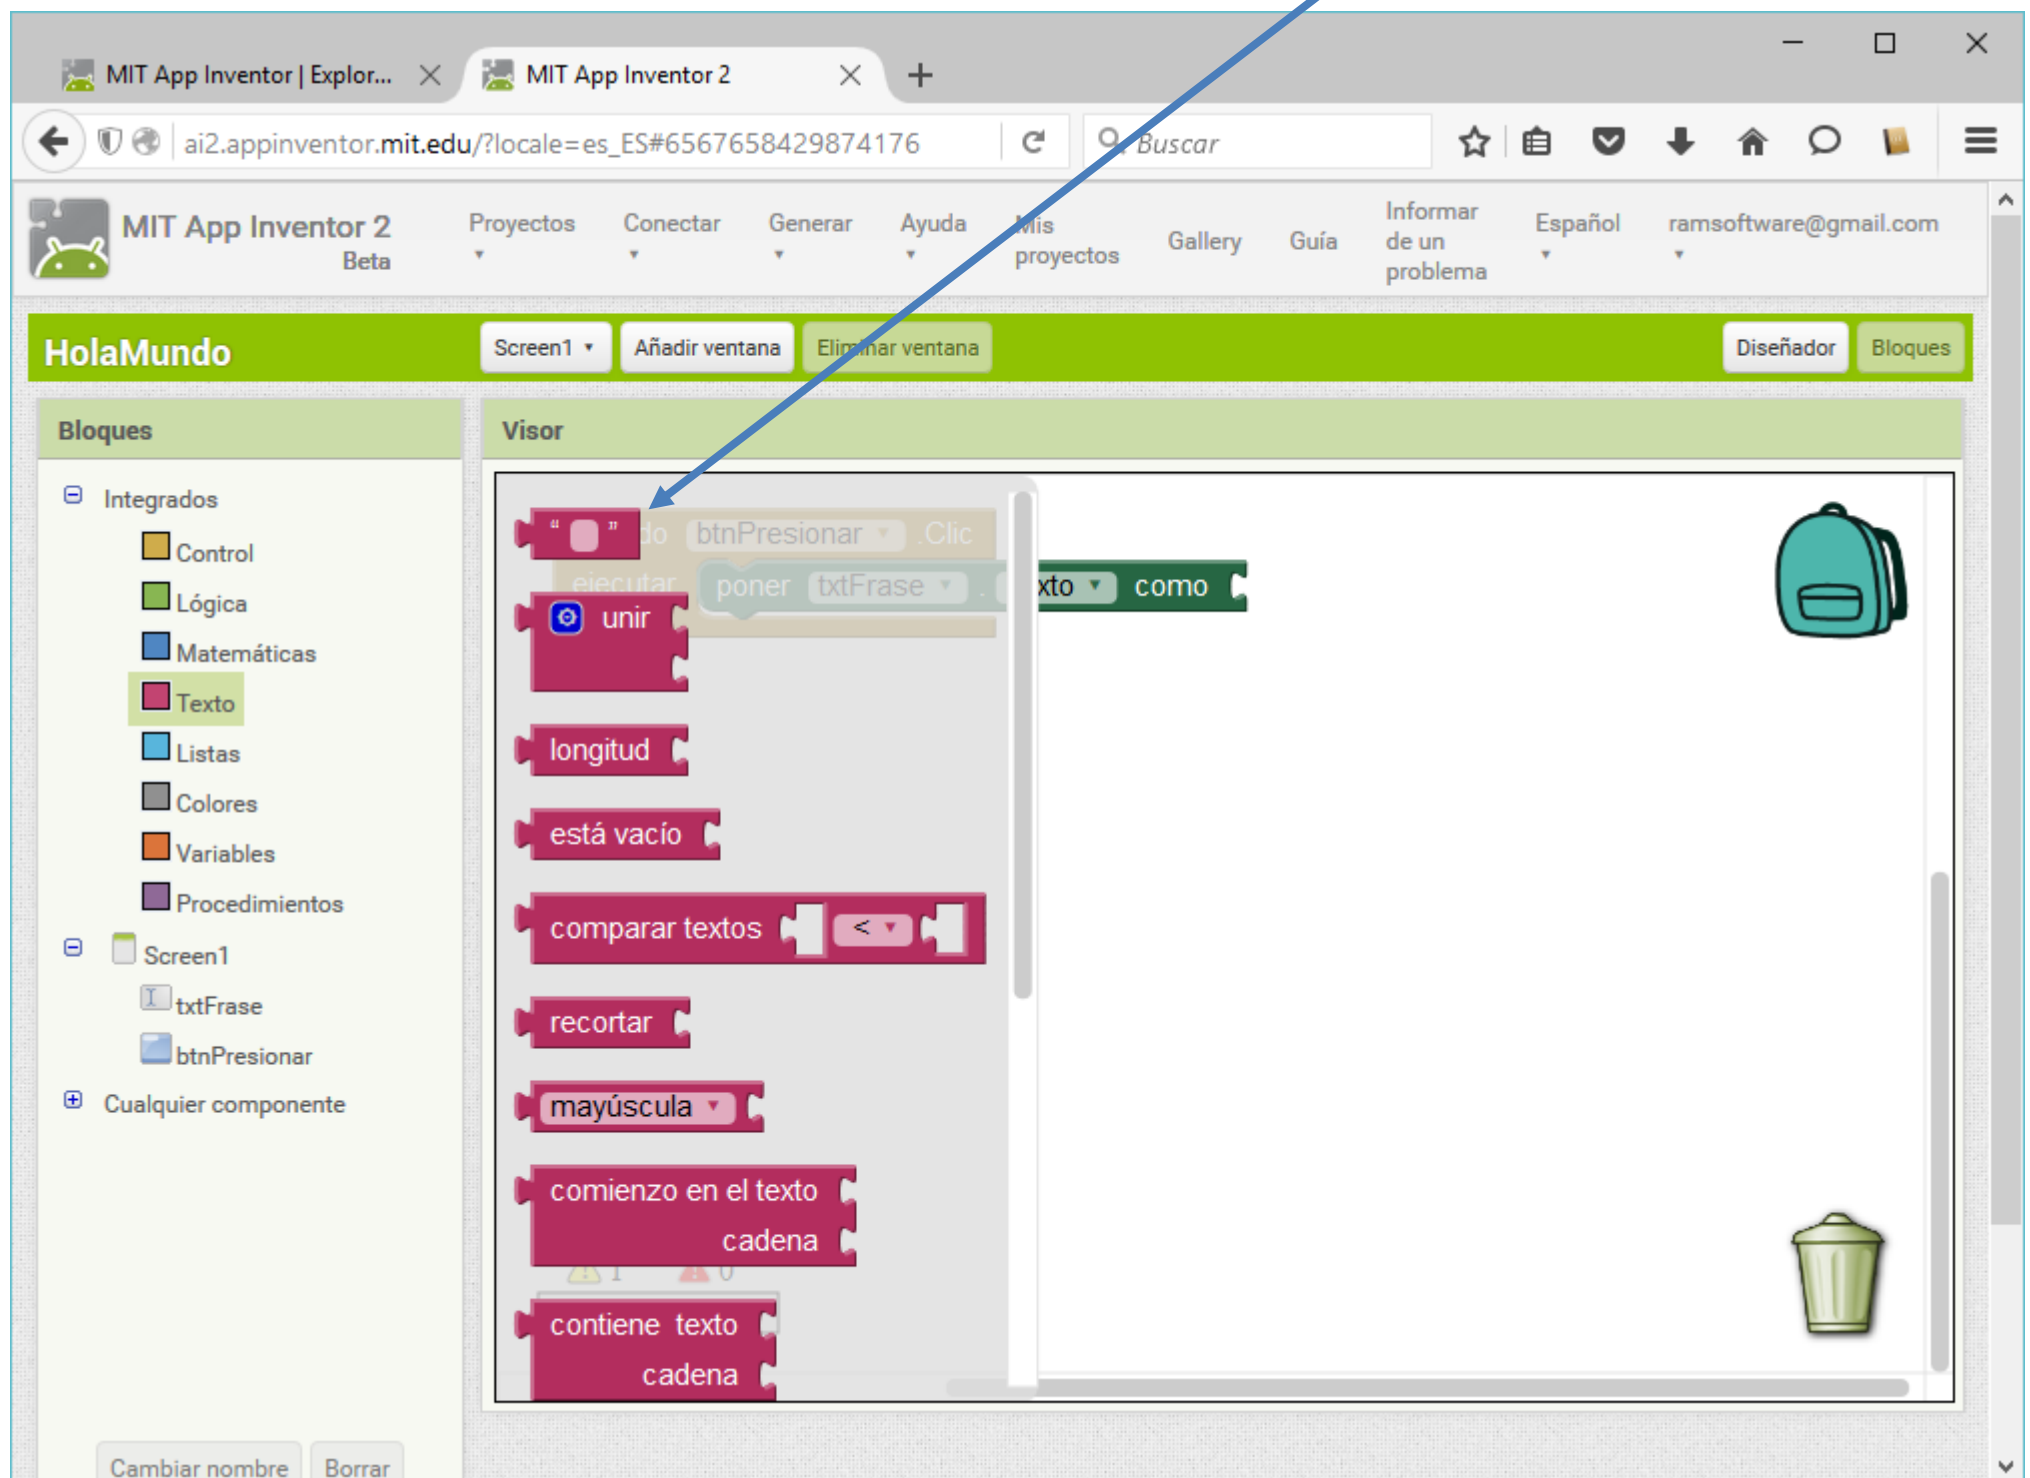 MIT App Inventor | Explor...
MIT App Inventor 2
ai2.appinventor.mit.edu/?locale=es_ES#6567658429874176
Buscar
MIT App Inventor 2
Beta
Proyectos
Conectar
Generar
Ayuda
Mis
proyectos
Gallery
Guía
Informar
de un
problema
Español
ramsoftware@gmail.com
HolaMundo
Screen1
Añadir ventana
Eliminar ventana
Diseñador
Bloques
Bloques
Integrados
Control
Lógica
Matemáticas
Texto
Listas
Colores
Variables
Procedimientos
Screen1
txtFrase
btnPresionar
Cualquier componente
Cambiar nombre
Borrar
Visor
“ ”
do btnPresionar .Clic
ejecutar poner txtFrase . xto como
unir
longitud
está vacío
comparar textos <
recortar
mayúscula
comienzo en el texto
cadena
1 0
contiene texto
cadena